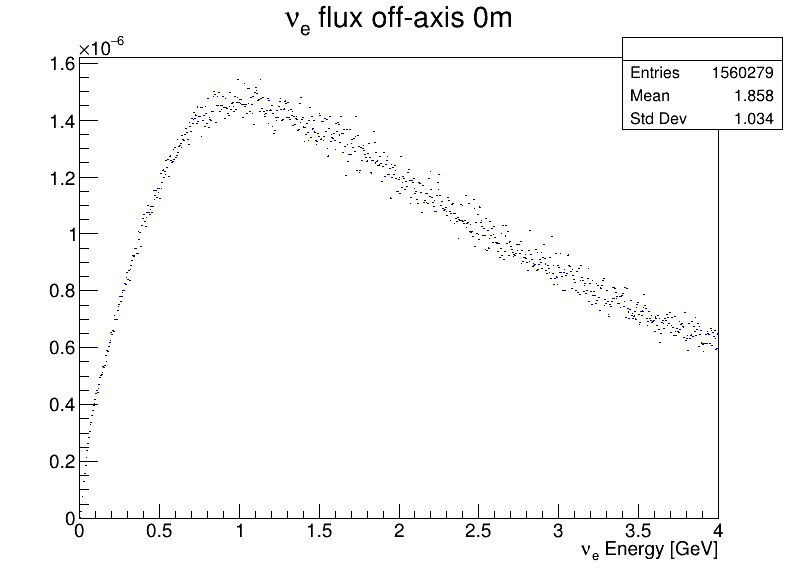 ν_e flux off-axis 0m
×10⁻⁶
Entries 1560279
Mean 1.858
Std Dev 1.034
1.6
1.4
1.2
1
0.8
0.6
0.4
0.2
0
0 0.5 1 1.5 2 2.5 3 3.5 4
ν_e Energy [GeV]